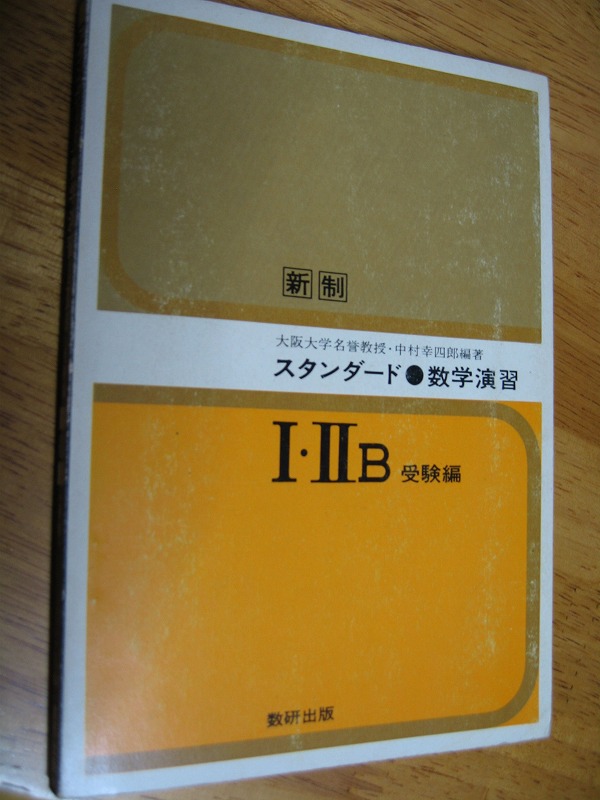 新制
大阪大学名誉教授・中村幸四郎編著
スタンダード●数学演習
I・IIB 受験編
数研出版